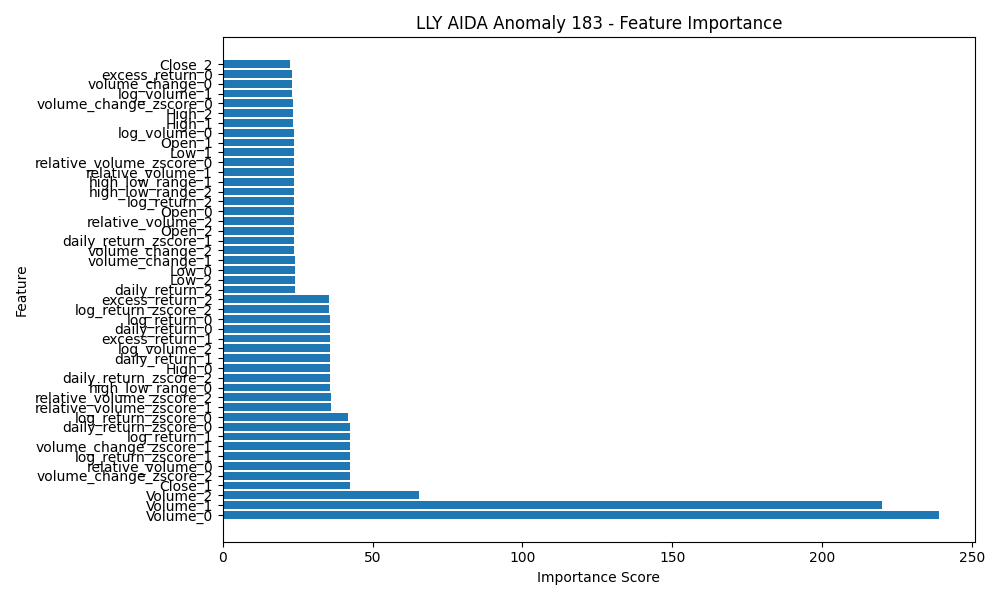 LLY AIDA Anomaly 183 - Feature Importance
Close_2
excess_return_0
volume_change_0
log_volume_1
volume_change_zscore_0
High_2
High_1
log_volume_0
Open_1
Low_1
relative_volume_zscore_0
relative_volume_1
high_low_range_1
high_low_range_2
log_return_2
Open_0
relative_volume_2
Open_2
daily_return_zscore_1
volume_change_2
volume_change_1
Low_0
Low_2
daily_return_2
excess_return_2
log_return_zscore_2
log_return_0
daily_return_0
excess_return_1
log_volume_2
daily_return_1
High_0
daily_return_zscore_2
high_low_range_0
relative_volume_zscore_2
relative_volume_zscore_1
log_return_zscore_0
daily_return_zscore_0
log_return_1
volume_change_zscore_1
log_return_zscore_1
relative_volume_0
volume_change_zscore_2
Close_1
Volume_2
Volume_1
Volume_0
Feature
0 50 100 150 200 250
Importance Score